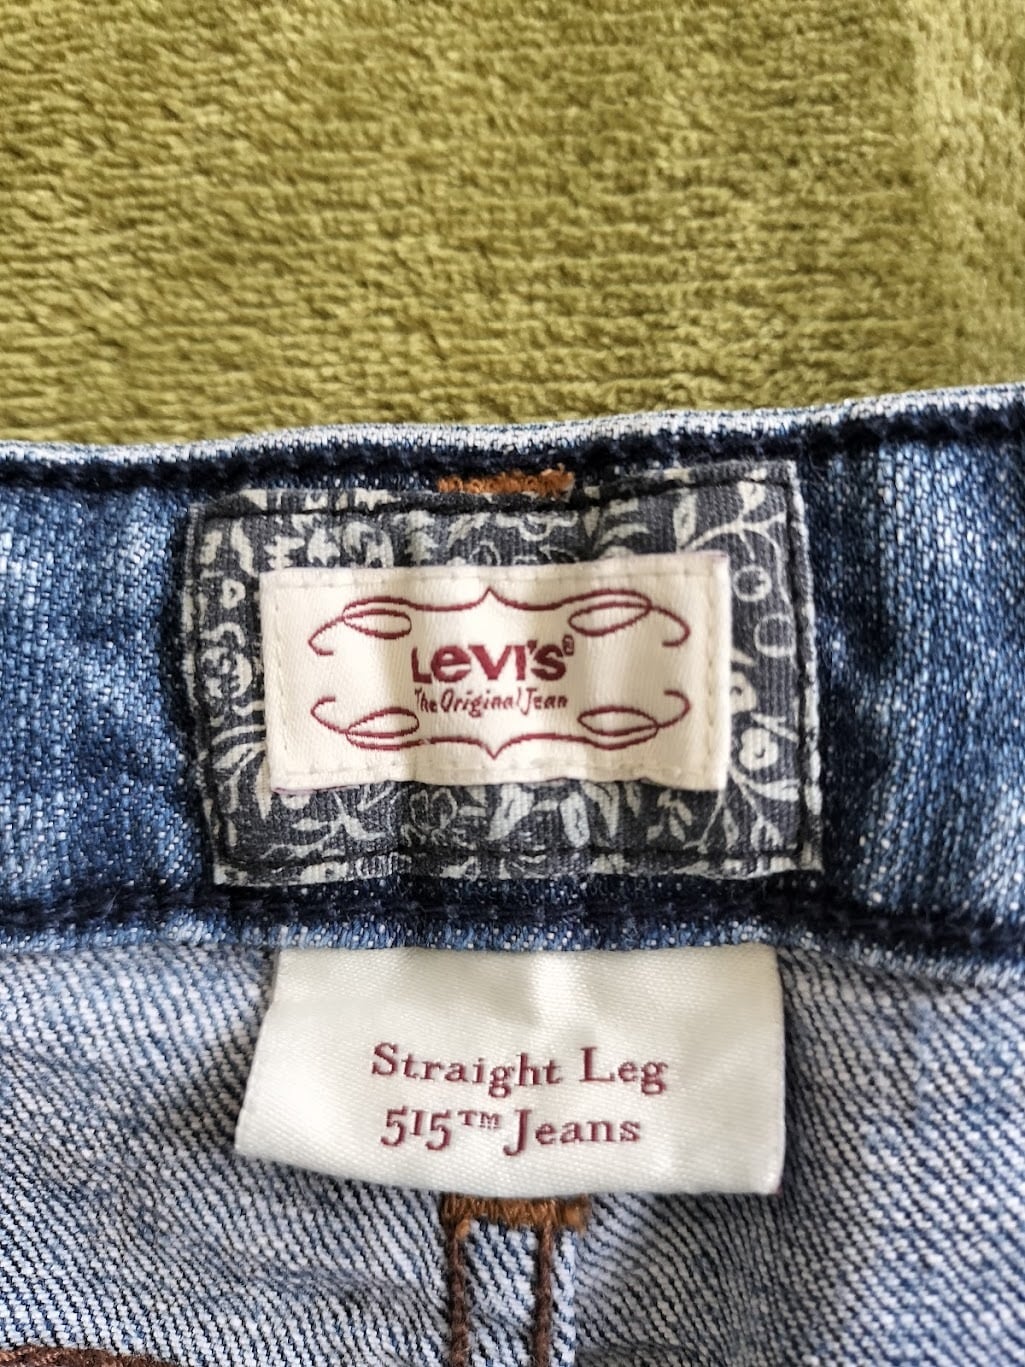 Levi's®
The Original Jean
Straight Leg
515™ Jeans